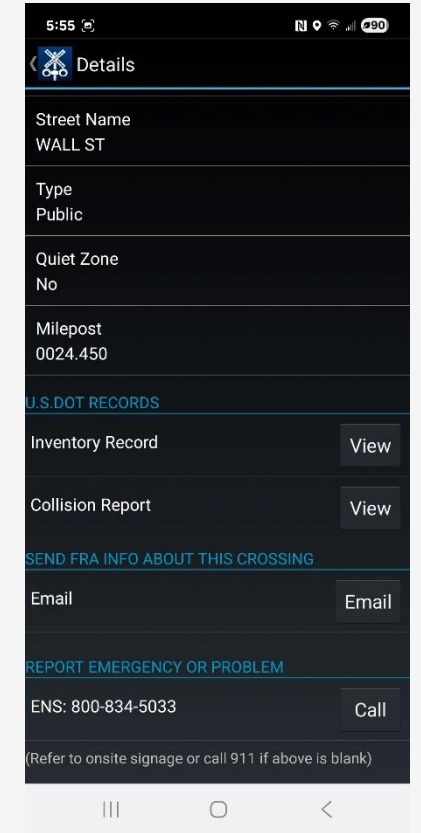 5:55
90
Details
Street Name
WALL ST
Type
Public
Quiet Zone
No
Milepost
0024.450
U.S.DOT RECORDS
Inventory Record
View
Collision Report
View
SEND FRA INFO ABOUT THIS CROSSING
Email
Email
REPORT EMERGENCY OR PROBLEM
ENS: 800-834-5033
Call
(Refer to onsite signage or call 911 if above is blank)